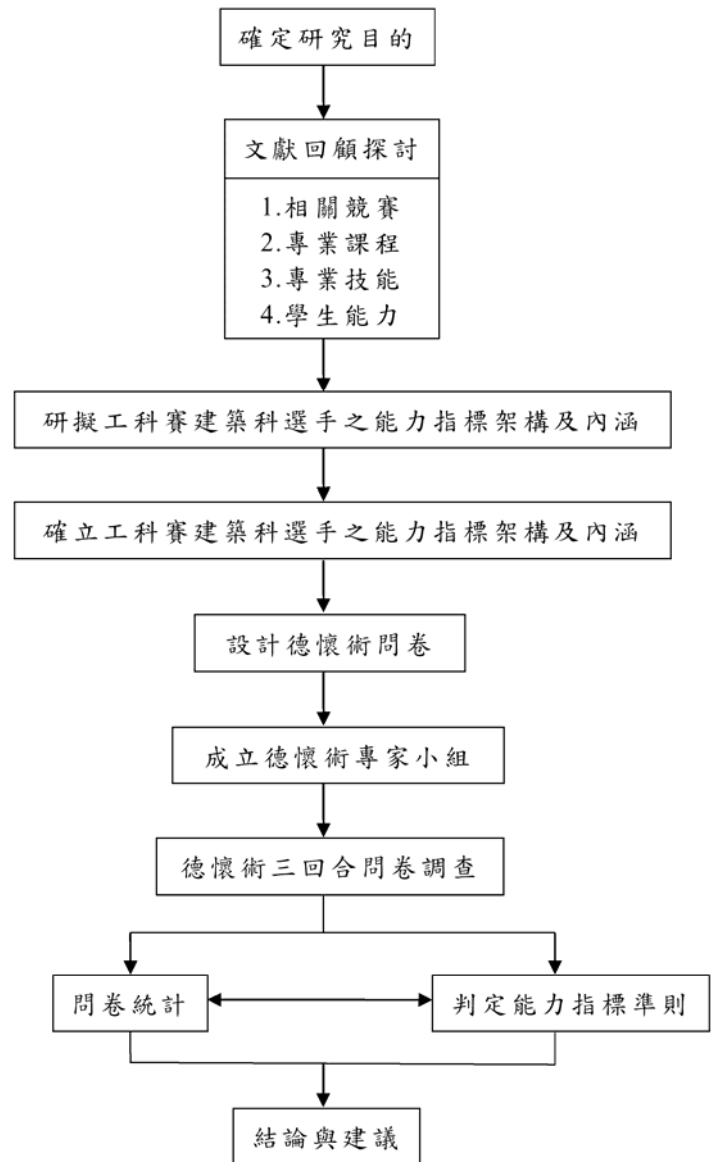 確定研究目的
文獻回顧探討
1.相關競賽
2.專業課程
3.專業技能
4.學生能力
研擬工科賽建築科選手之能力指標架構及內涵
確立工科賽建築科選手之能力指標架構及內涵
設計德懷術問卷
成立德懷術專家小組
德懷術三回合問卷調查
問卷統計
判定能力指標準則
結論與建議